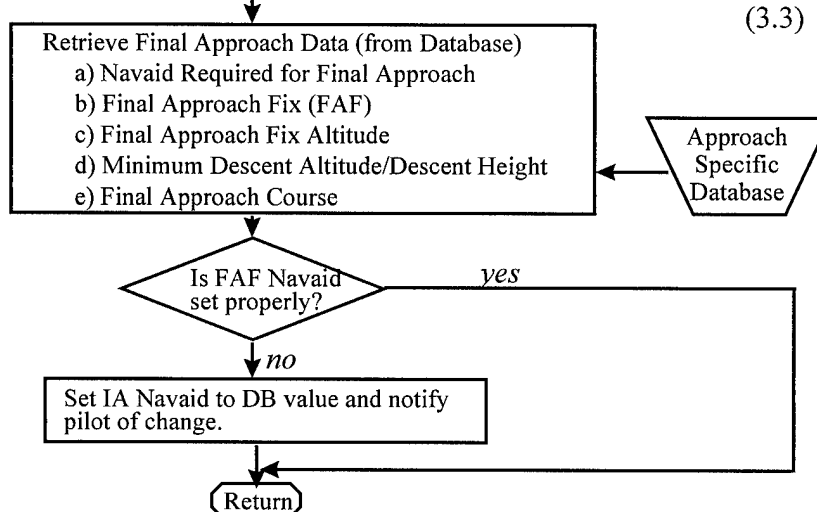 (3.3)
Retrieve Final Approach Data (from Database)
a) Navaid Required for Final Approach
b) Final Approach Fix (FAF)
c) Final Approach Fix Altitude
d) Minimum Descent Altitude/Descent Height
e) Final Approach Course
Approach
Specific
Database
Is FAF Navaid
set properly?
yes
no
Set IA Navaid to DB value and notify
pilot of change.
Return